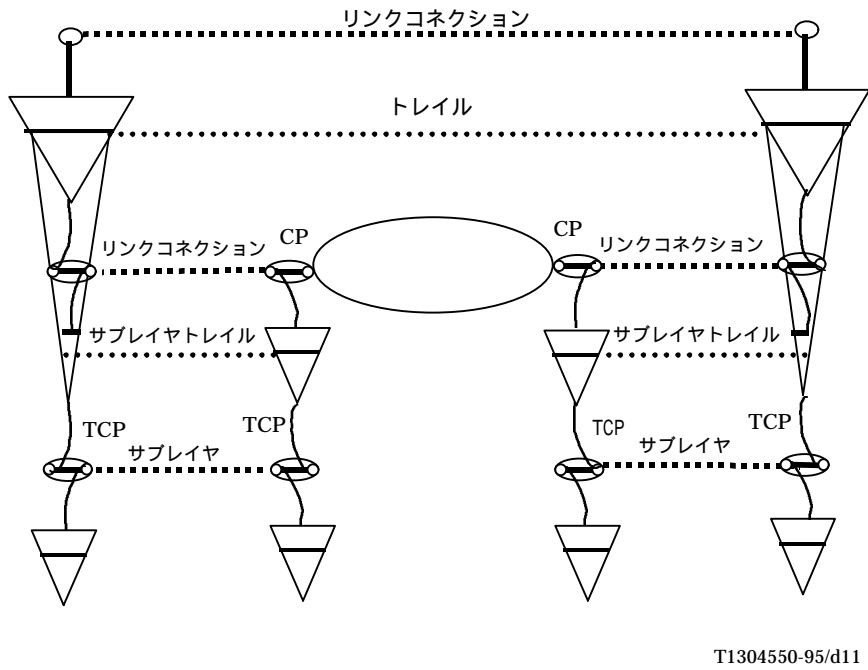 リンクコネクション
トレイル
リンクコネクション
CP
CP
リンクコネクション
サブレイヤトレイル
サブレイヤトレイル
TCP
TCP
TCP
TCP
サブレイヤ
サブレイヤ
T1304550-95/d11